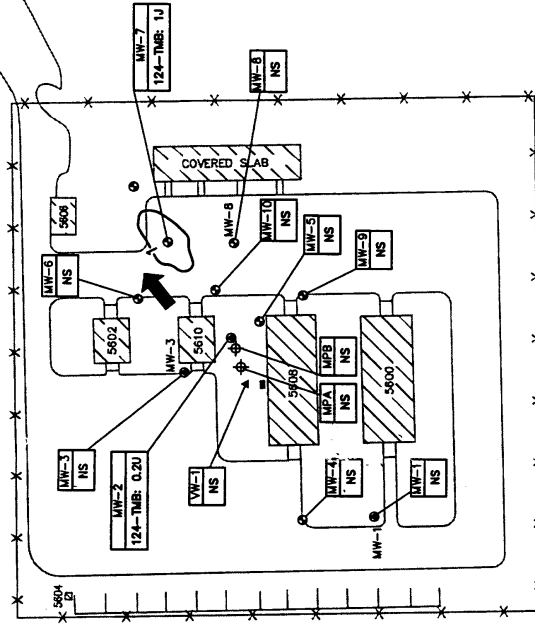 MW-7
124-TMB: 1J
MW-8
NS
COVERED SLAB
5606
MW-8
MW-10
NS
MW-5
NS
MW-9
NS
MW-6
NS
1
5602
5610
MW-3
5608
5600
MPB
NS
MPA
NS
MW-3
NS
MW-2
124-TMB: 0.2U
VW-1
NS
MW-4
NS
MW-1
NS
MW-1
5604